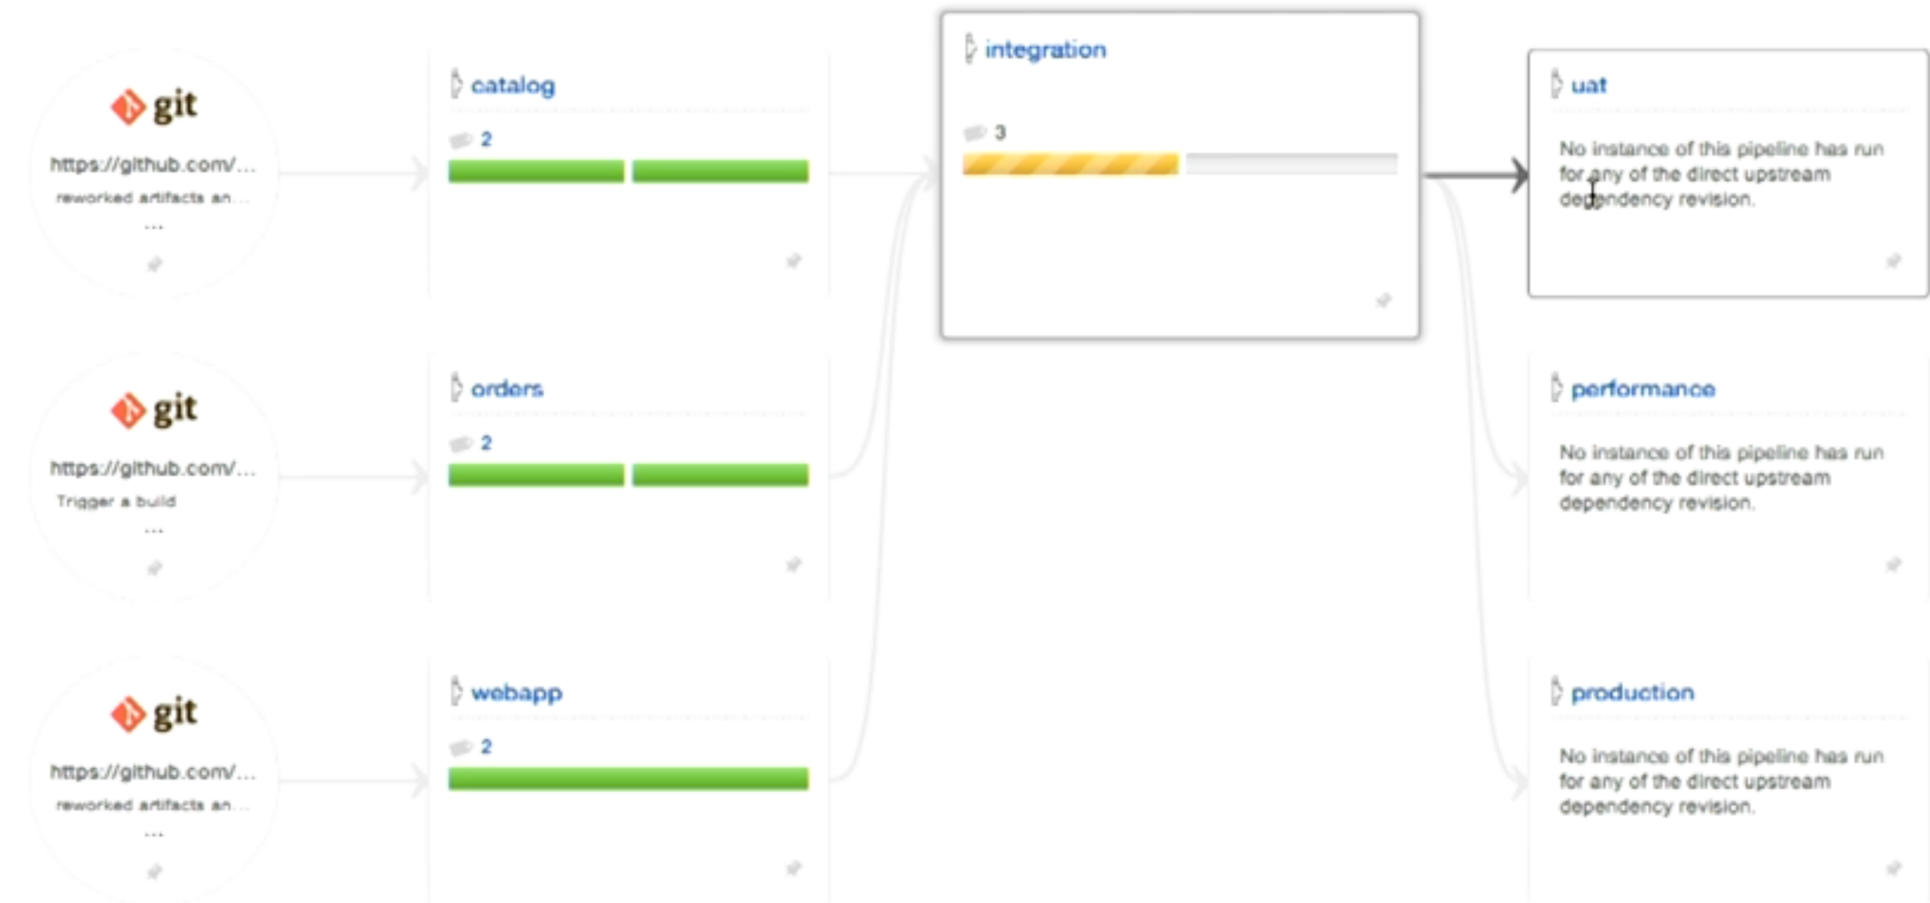 git
https://github.com/...
reworked artifacts an...
...
catalog
2
integration
3
uat
No instance of this pipeline has run
for any of the direct upstream
dependency revision.
git
https://github.com/...
Trigger a build
...
orders
2
performance
No instance of this pipeline has run
for any of the direct upstream
dependency revision.
git
https://github.com/...
reworked artifacts an...
...
webapp
2
production
No instance of this pipeline has run
for any of the direct upstream
dependency revision.